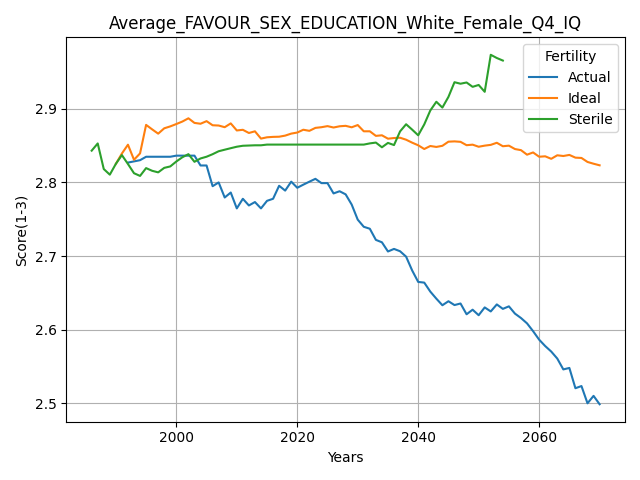 Average_FAVOUR_SEX_EDUCATION_White_Female_Q4_IQ
Fertility
Actual
Ideal
Sterile
Score(1-3)
2.9
2.8
2.7
2.6
2.5
2000 2020 2040 2060
Years